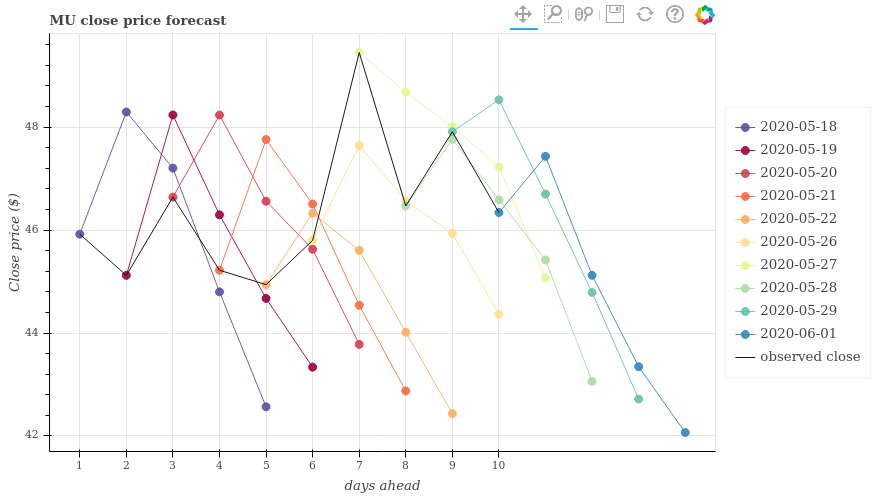 MU close price forecast
48
46
44
42
Close price ($)
1 2 3 4 5 6 7 8 9 10
days ahead
2020-05-18
2020-05-19
2020-05-20
2020-05-21
2020-05-22
2020-05-26
2020-05-27
2020-05-28
2020-05-29
2020-06-01
observed close